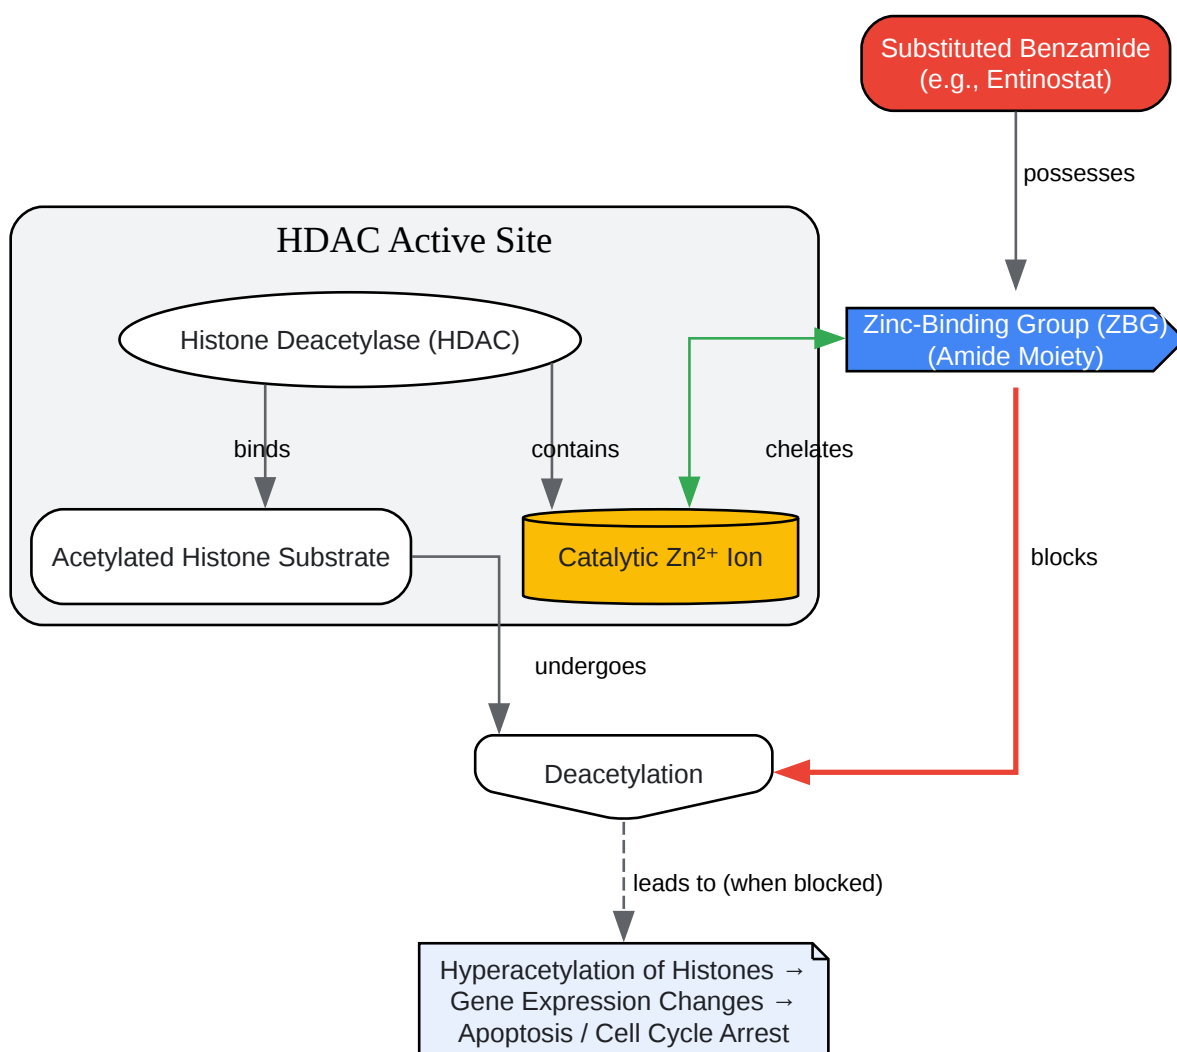 Substituted Benzamide
(e.g., Entinostat)
possesses
HDAC Active Site
Histone Deacetylase (HDAC)
Zinc-Binding Group (ZBG)
(Amide Moiety)
binds
contains
chelates
Acetylated Histone Substrate
Catalytic Zn²⁺ Ion
blocks
undergoes
Deacetylation
leads to (when blocked)
Hyperacetylation of Histones →
Gene Expression Changes →
Apoptosis / Cell Cycle Arrest